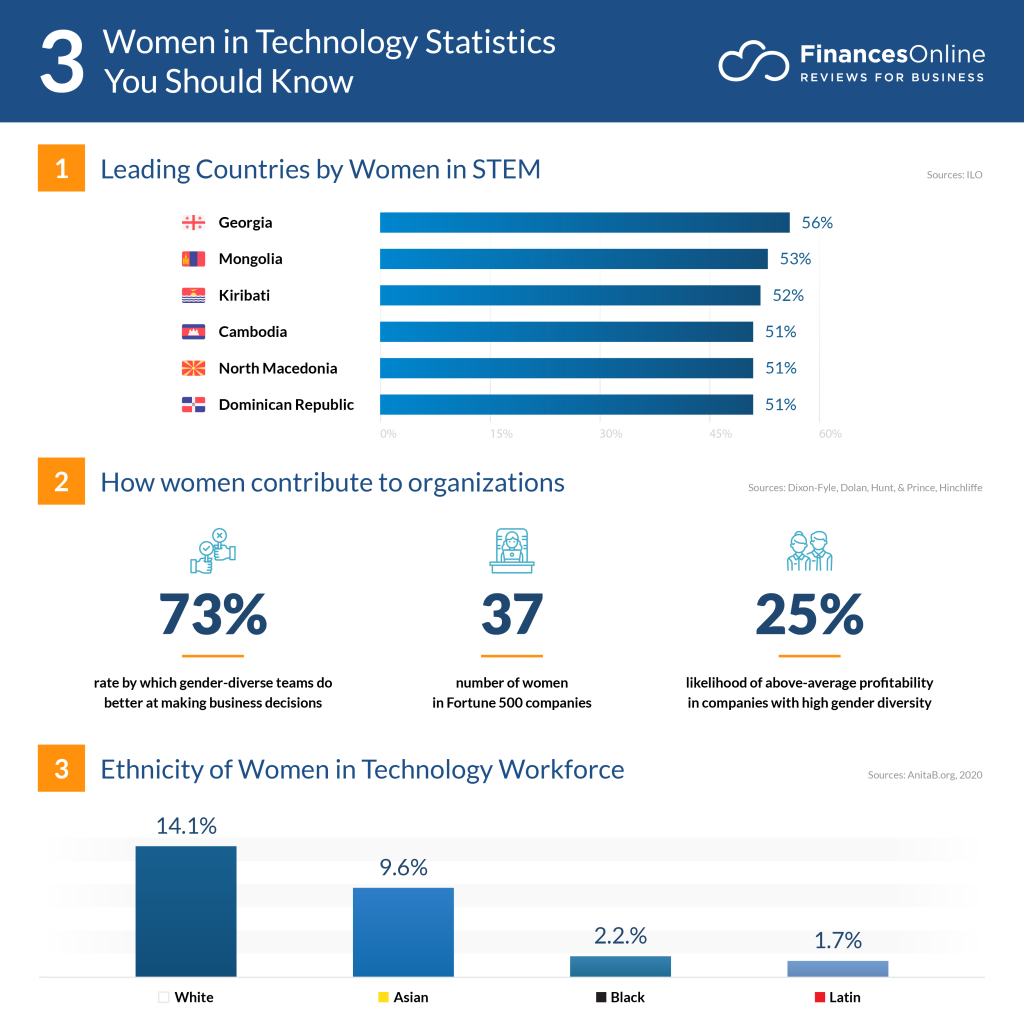 3
Women in Technology Statistics
You Should Know
FinancesOnline
REVIEWS FOR BUSINESS
1
Leading Countries by Women in STEM
Sources: ILO
Georgia
56%
Mongolia
53%
Kiribati
52%
Cambodia
51%
North Macedonia
51%
Dominican Republic
51%
0%
15%
30%
45%
60%
2
How women contribute to organizations
Sources: Dixon-Fyle, Dolan, Hunt, & Prince, Hinchliffe
73%
rate by which gender-diverse teams do
better at making business decisions
37
number of women
in Fortune 500 companies
25%
likelihood of above-average profitability
in companies with high gender diversity
3
Ethnicity of Women in Technology Workforce
Sources: AnitaB.org, 2020
14.1%
9.6%
2.2.%
1.7%
White
Asian
Black
Latin